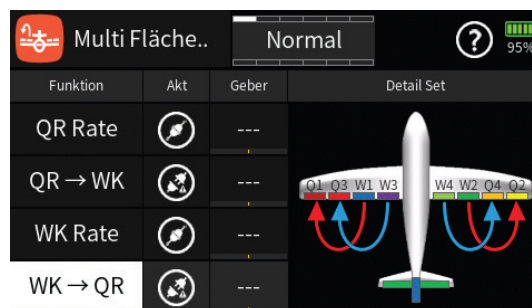 Multi Fläche..
Normal
?
95%
Funktion
Akt
Geber
Detail Set
QR Rate
---
QR → WK
---
WK Rate
---
WK → QR
---
Q1 Q3 W1 W3 W4 W2 Q4 Q2